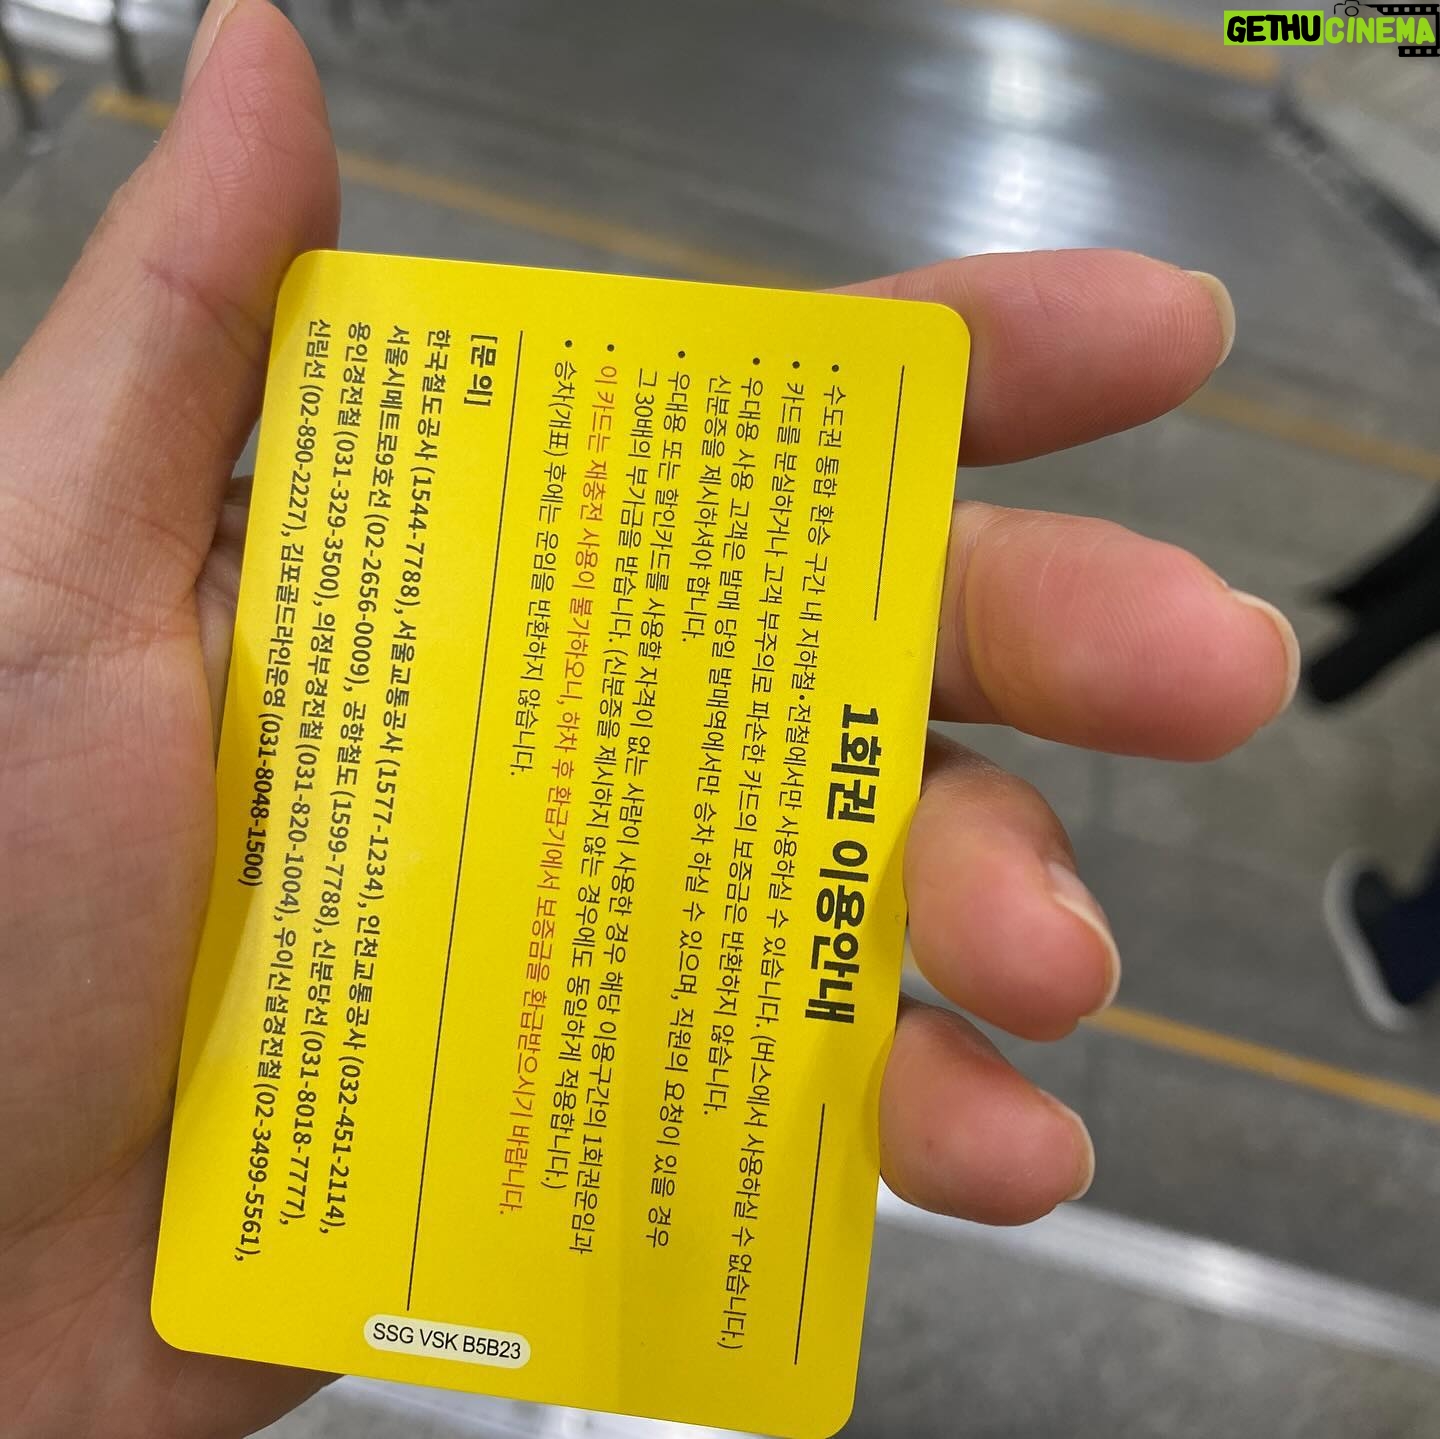 GETHUCINEMA
1회권 이용안내
• 수도권 통합 환승 구간 내 지하철•전철에서만 사용하실 수 있습니다. (버스에서 사용하실 수 없습니다.)
• 카드를 분실하거나 고객 부주의로 파손한 카드의 보증금은 반환하지 않습니다.
• 우대용 사용 고객은 발매 당일 발매역에서만 승차 하실 수 있으며, 직원의 요청이 있을 경우
신분증을 제시하셔야 합니다.
• 우대용 또는 할인카드를 사용할 자격이 없는 사람이 사용한 경우 해당 이용구간의 1회권운임과
그 30배의 부가금을 받습니다. (신분증을 제시하지 않는 경우에도 동일하게 적용합니다.)
• 이 카드는 재충전 사용이 불가하오니, 하차 후 환급기에서 보증금을 환급받으시기 바랍니다.
• 승차(개표) 후에는 운임을 반환하지 않습니다.
[문 의]
한국철도공사 (1544-7788), 서울교통공사 (1577-1234), 인천교통공사 (032-451-2114),
서울시메트로9호선 (02-2656-0009), 공항철도 (1599-7788), 신분당선 (031-8018-7777),
용인경전철 (031-329-3500), 의정부경전철 (031-820-1004), 우이신설경전철 (02-3499-5561),
신림선 (02-890-2227), 김포골드라인운영 (031-8048-1500)
SSG VSK B5B23